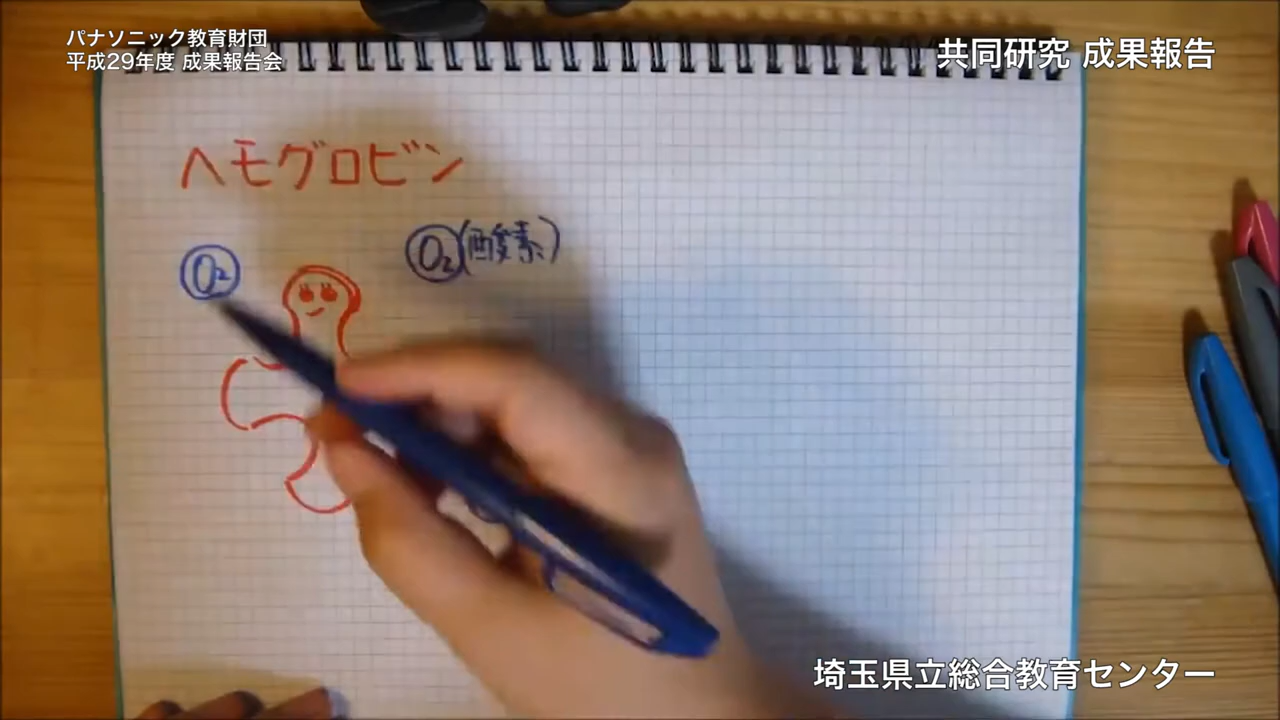 パナソニック教育財団
平成29年度 成果報告会
共同研究 成果報告
ヘモグロビン
O₂(酸素)
O₂
埼玉県立総合教育センター